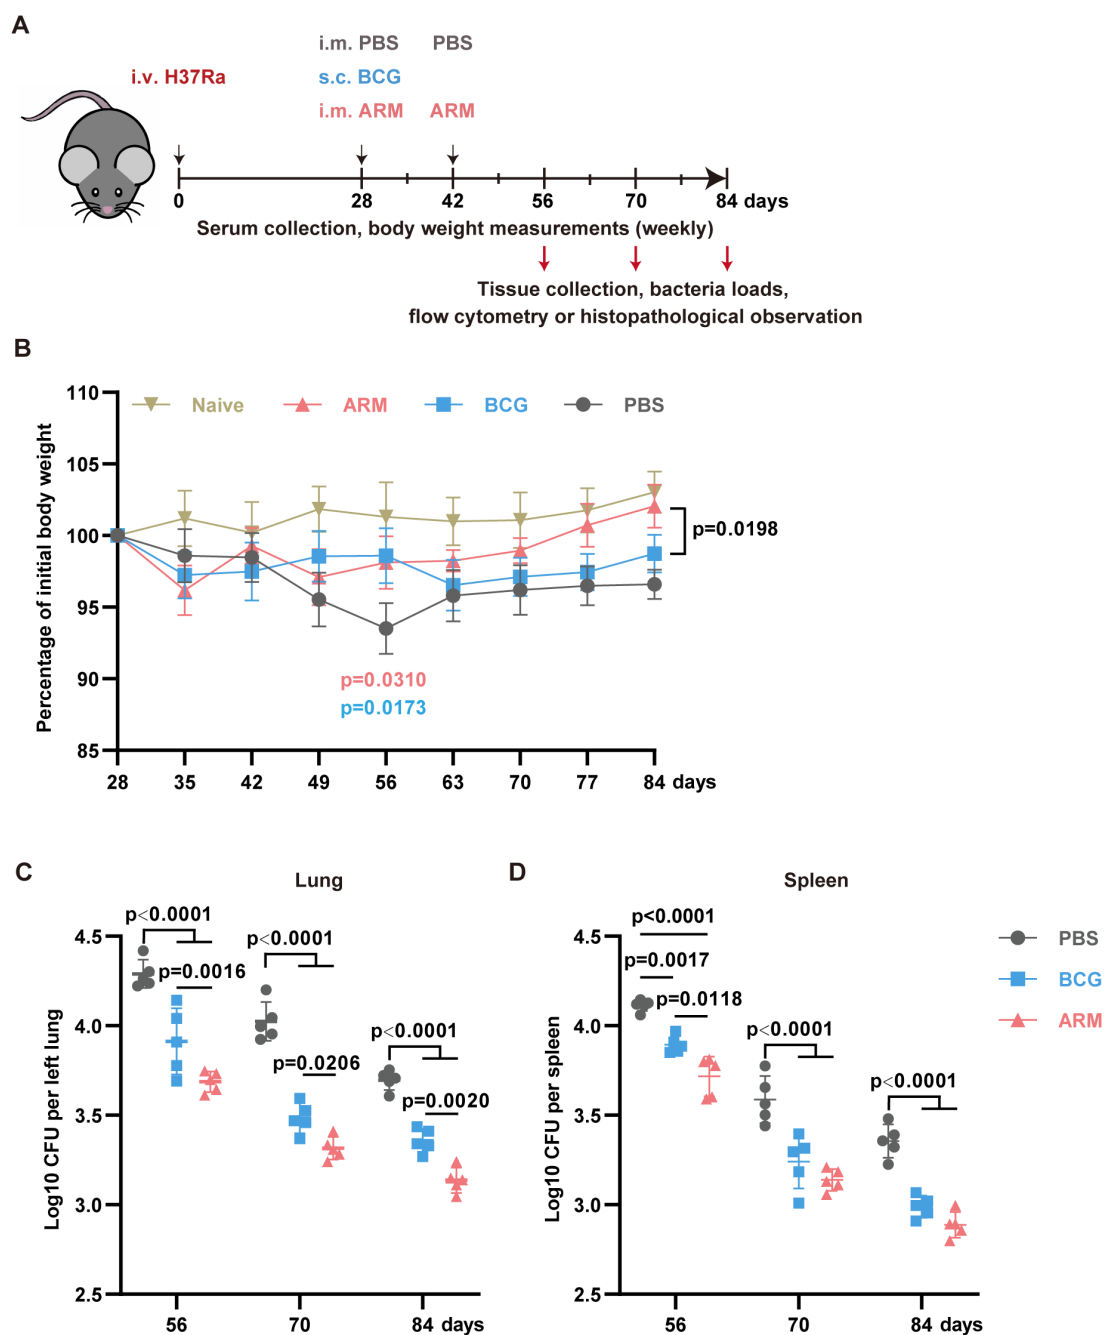 A
i.m. PBS PBS
i.v. H37Ra s.c. BCG
i.m. ARM ARM
0 28 42 56 70 84 days
Serum collection, body weight measurements (weekly)
Tissue collection, bacteria loads,
flow cytometry or histopathological observation
B
Percentage of initial body weight
110
105
100
95
90
85
Naive ARM BCG PBS
p=0.0198
p=0.0310
p=0.0173
28 35 42 49 56 63 70 77 84 days
C
Lung
Log10 CFU per left lung
4.5
4.0
3.5
3.0
2.5
p<0.0001
p=0.0016
p<0.0001
p=0.0206
p<0.0001
p=0.0020
56 70 84 days
D
Spleen
Log10 CFU per spleen
4.5
4.0
3.5
3.0
2.5
p<0.0001
p=0.0017
p=0.0118
p<0.0001
p<0.0001
56 70 84 days
PBS
BCG
ARM